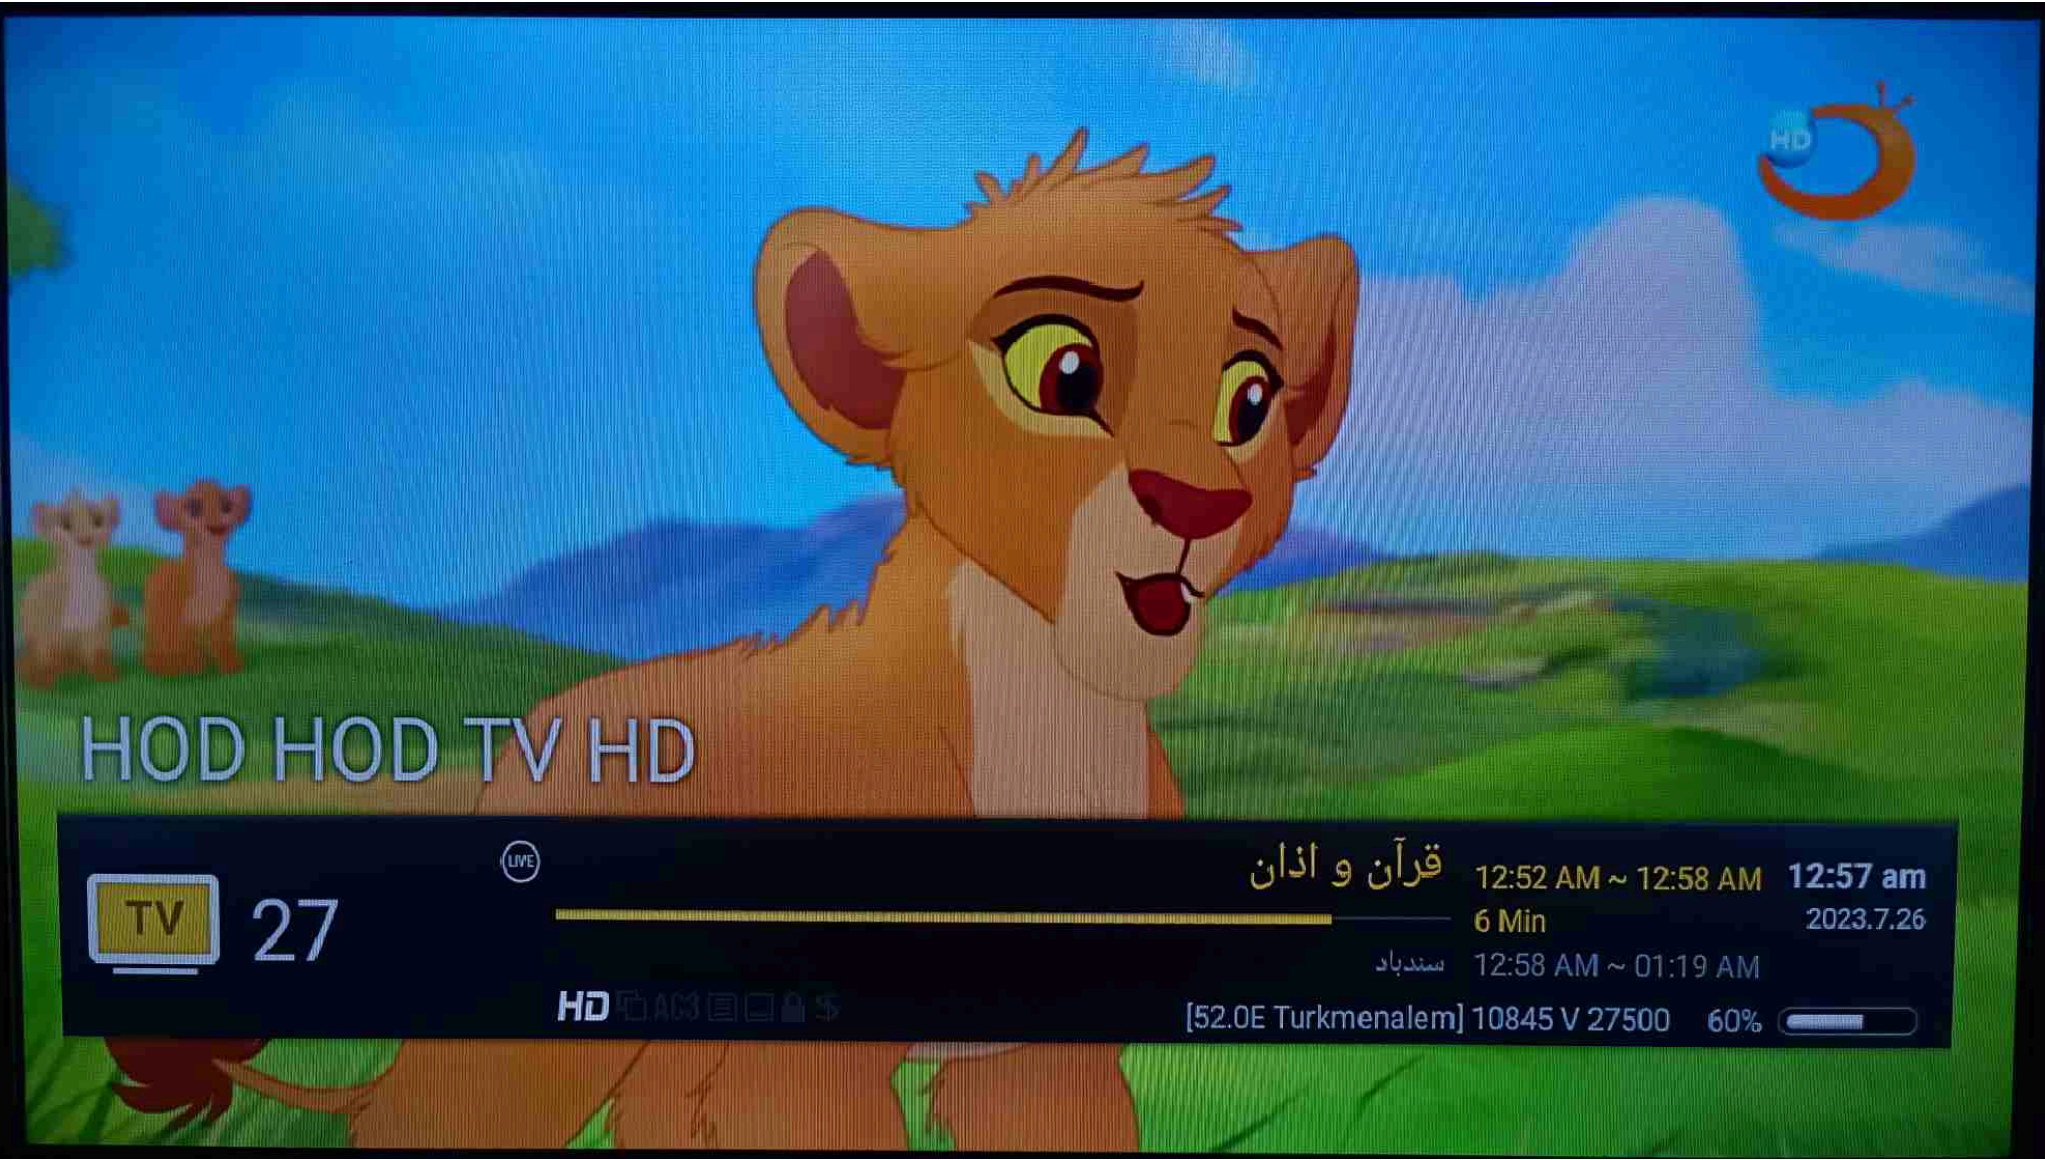 HD
HOD HOD TV HD
LIVE
قرآن و اذان 12:52 AM ~ 12:58 AM 12:57 am
TV 27
6 Min 2023.7.26
سندباد 12:58 AM ~ 01:19 AM
HD AC3 $
[52.0E Turkmenalem] 10845 V 27500 60%